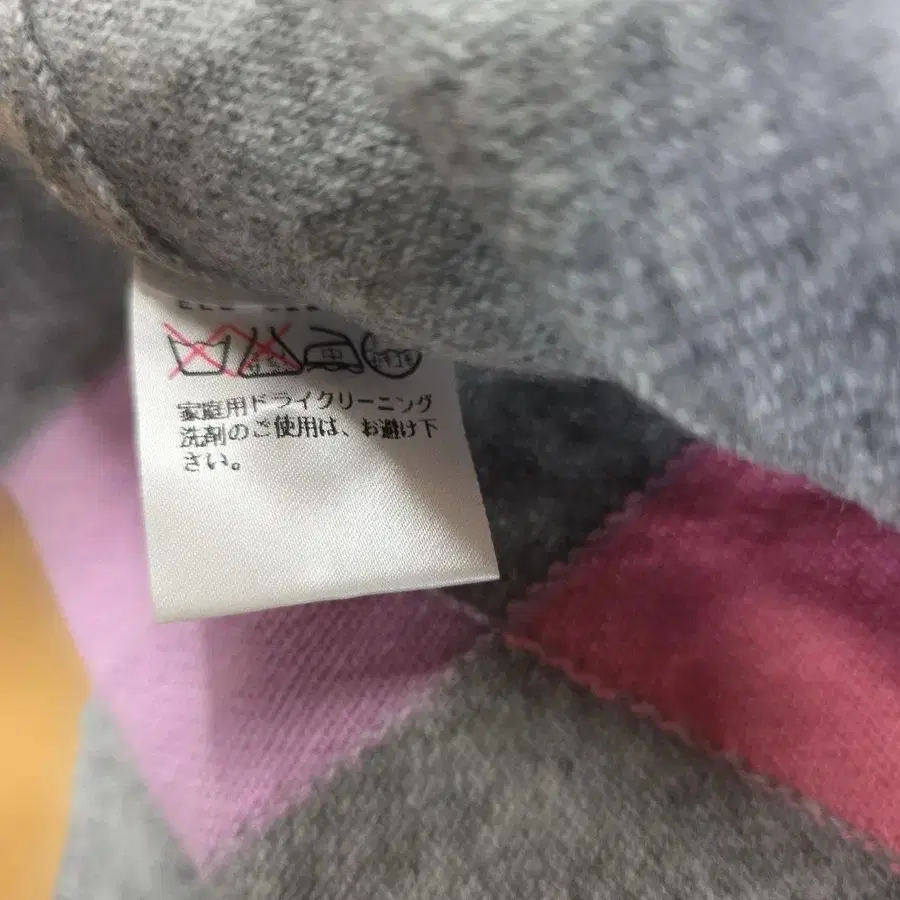 中
家庭用ドライクリーニング
洗剤のご使用は、お避け下
さい。